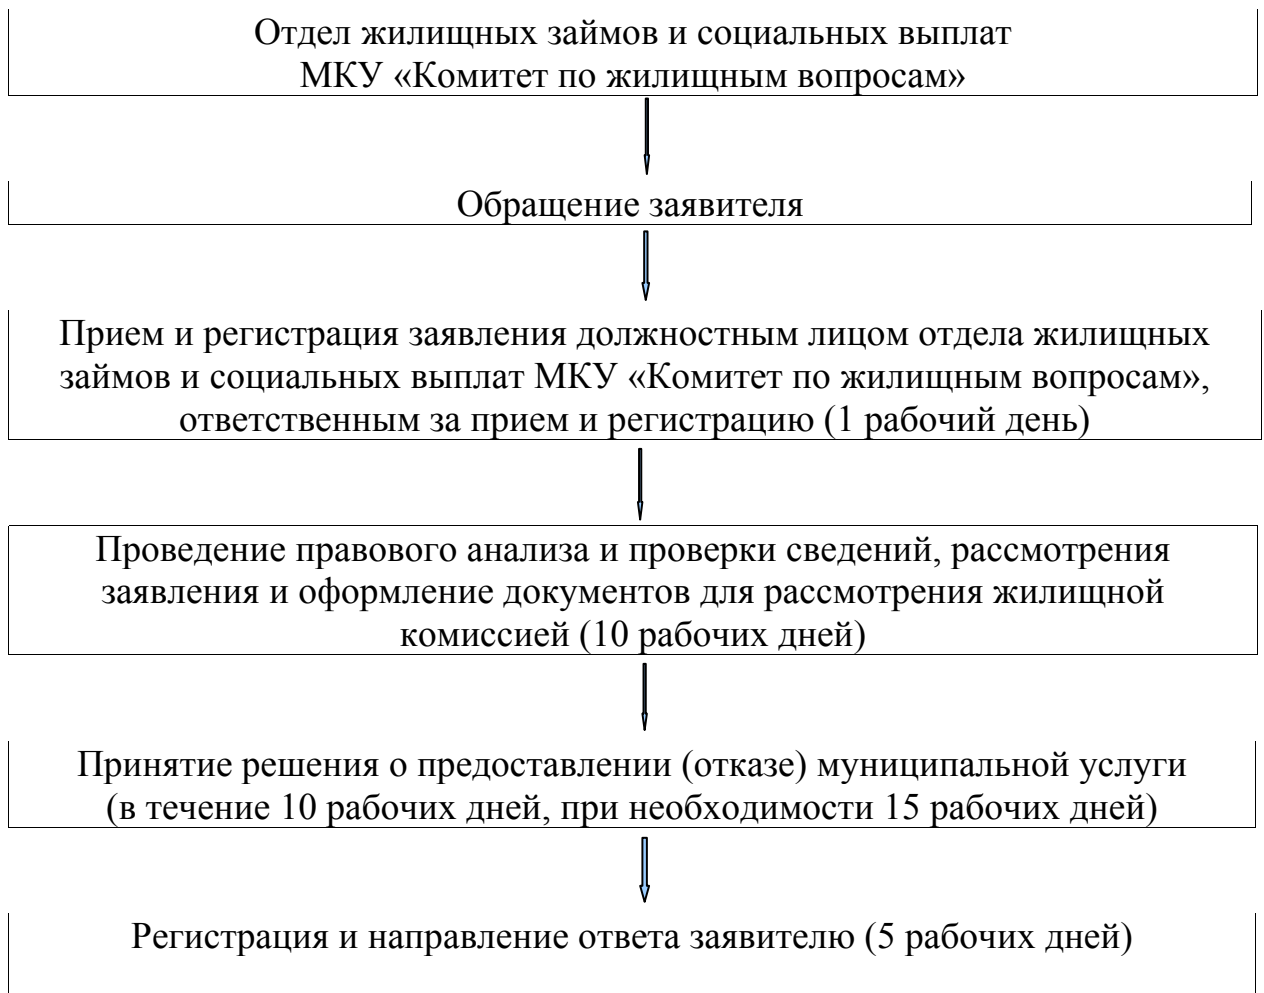 Отдел жилищных займов и социальных выплат
МКУ «Комитет по жилищным вопросам»
Обращение заявителя
Прием и регистрация заявления должностным лицом отдела жилищных
займов и социальных выплат МКУ «Комитет по жилищным вопросам»,
ответственным за прием и регистрацию (1 рабочий день)
Проведение правового анализа и проверки сведений, рассмотрения
заявления и оформление документов для рассмотрения жилищной
комиссией (10 рабочих дней)
Принятие решения о предоставлении (отказе) муниципальной услуги
(в течение 10 рабочих дней, при необходимости 15 рабочих дней)
Регистрация и направление ответа заявителю (5 рабочих дней)